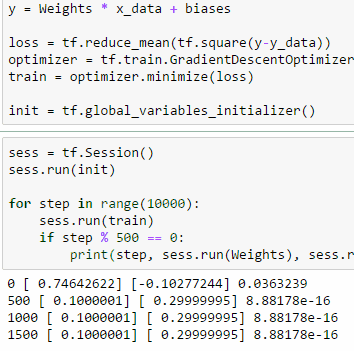 y = Weights * x_data + biases
loss = tf.reduce_mean(tf.square(y-y_data))
optimizer = tf.train.GradientDescentOptimizer
train = optimizer.minimize(loss)
init = tf.global_variables_initializer()
sess = tf.Session()
sess.run(init)
for step in range(10000):
    sess.run(train)
    if step % 500 == 0:
        print(step, sess.run(Weights), sess.r
0 [ 0.74642622] [-0.10277244] 0.0363239
500 [ 0.1000001] [ 0.29999995] 8.88178e-16
1000 [ 0.1000001] [ 0.29999995] 8.88178e-16
1500 [ 0.1000001] [ 0.29999995] 8.88178e-16